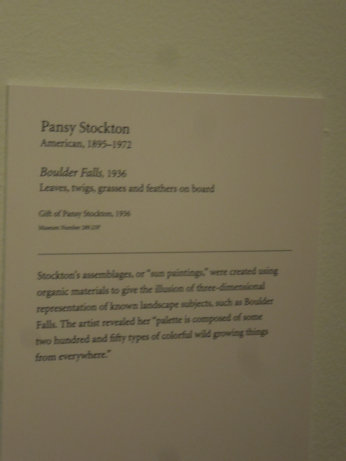 Pansy Stockton
American, 1895–1972
Boulder Falls, 1936
Leaves, twigs, grasses and feathers on board
Gift of Pansy Stockton, 1936
Museum Number
Stockton's assemblages, or "sun paintings," were created using
organic materials to give the illusion of three-dimensional
representation of known landscape subjects, such as Boulder
Falls. The artist revealed her "palette is composed of some
two hundred and fifty types of colorful wild growing things
from everywhere."